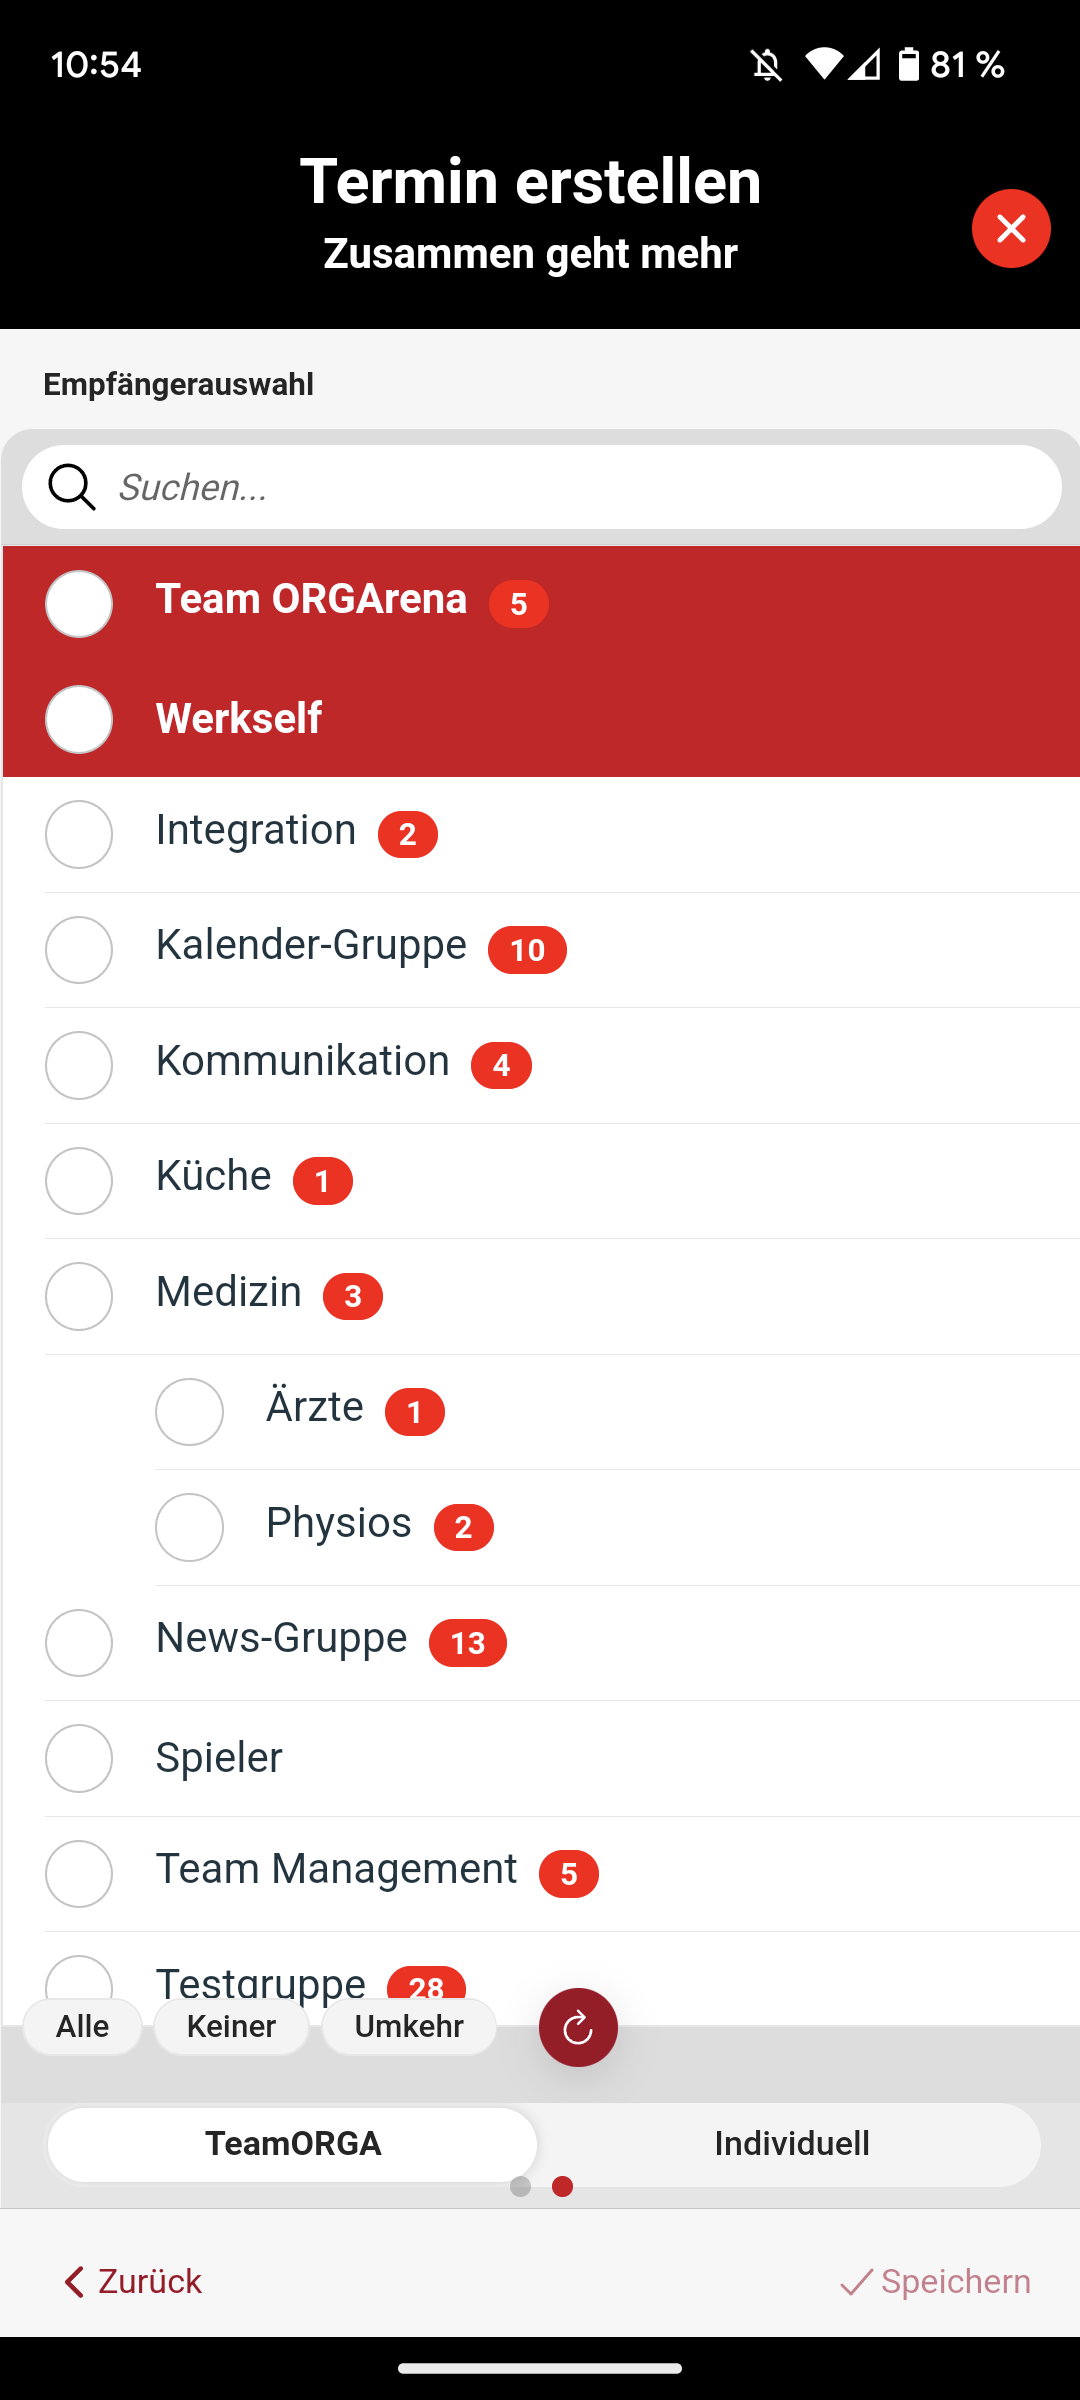 10:54
81 %
Termin erstellen
Zusammen geht mehr
Empfängerauswahl
Suchen...
Team ORGArena 5
Werkself
Integration 2
Kalender-Gruppe 10
Kommunikation 4
Küche 1
Medizin 3
Ärzte 1
Physios 2
News-Gruppe 13
Spieler
Team Management 5
Testgruppe 28
Alle Keiner Umkehr
TeamORGA Individuell
Zurück Speichern